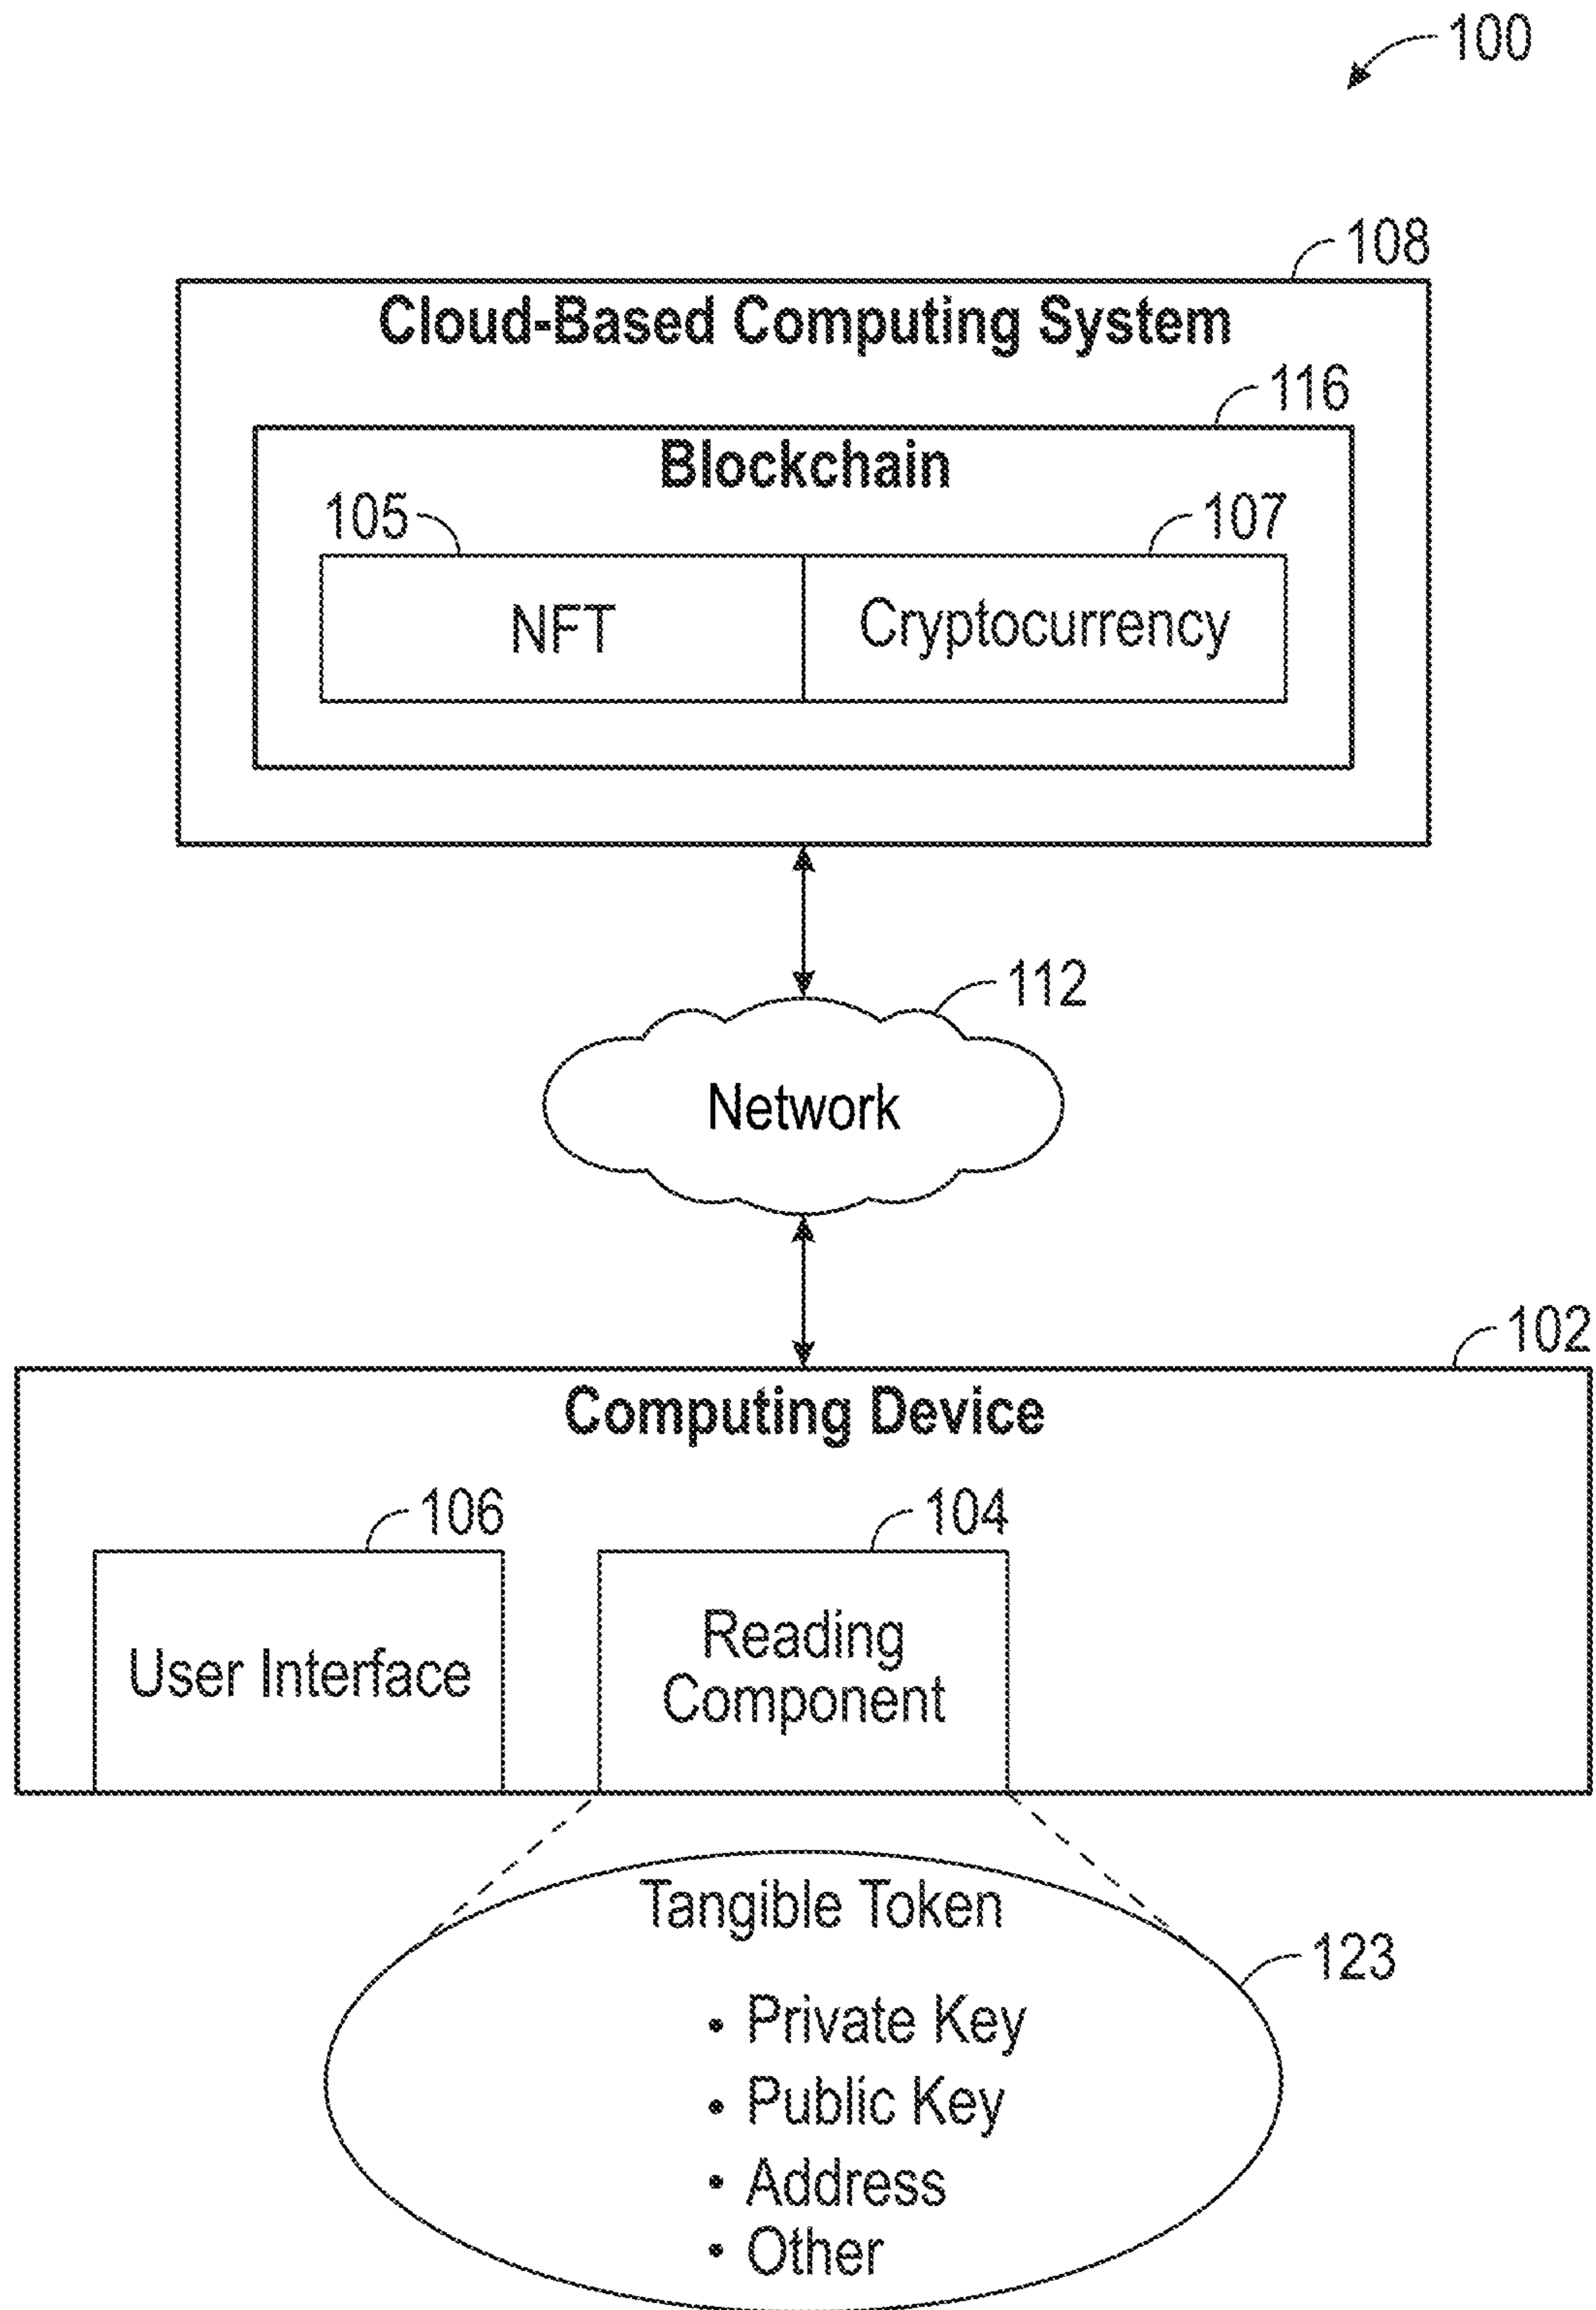 100
108
Cloud-Based Computing System
116
Blockchain
105
107
NFT
Cryptocurrency
112
Network
102
Computing Device
106
104
User Interface
Reading
Component
Tangible Token
123
• Private Key
• Public Key
• Address
• Other